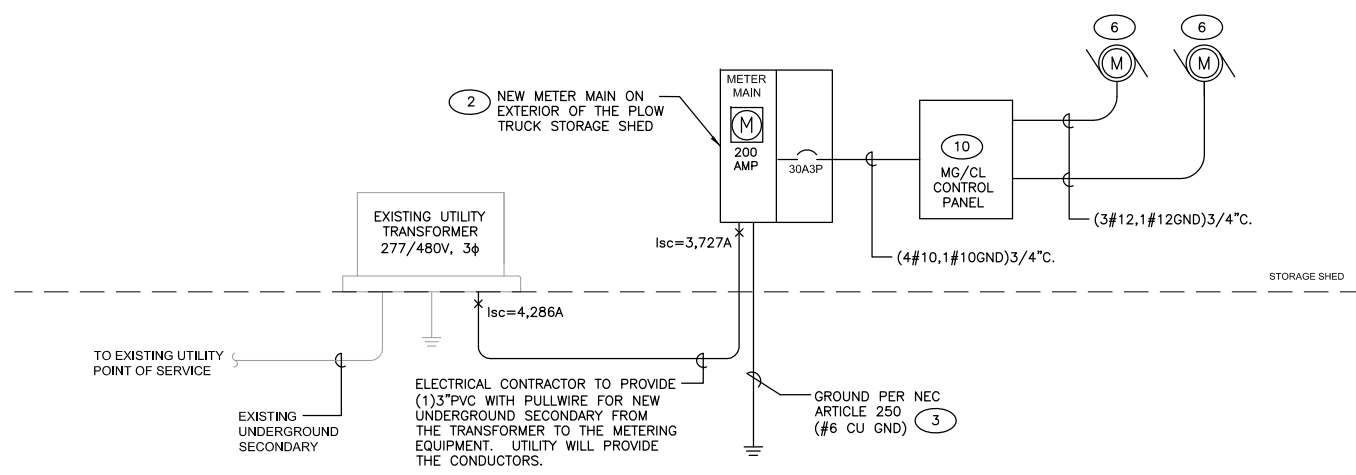 6
6
METER
MAIN
M
200
AMP
30A3P
M
M
2
NEW METER MAIN ON
EXTERIOR OF THE PLOW
TRUCK STORAGE SHED
10
MG/CL
CONTROL
PANEL
(3#12,1#12GND)3/4"C.
EXISTING UTILITY
TRANSFORMER
277/480V, 3ϕ
Isc=3,727A
(4#10,1#10GND)3/4"C.
STORAGE SHED
Isc=4,286A
TO EXISTING UTILITY
POINT OF SERVICE
EXISTING
UNDERGROUND
SECONDARY
ELECTRICAL CONTRACTOR TO PROVIDE
(1)3"PVC WITH PULLWIRE FOR NEW
UNDERGROUND SECONDARY FROM
THE TRANSFORMER TO THE METERING
EQUIPMENT. UTILITY WILL PROVIDE
THE CONDUCTORS.
GROUND PER NEC
ARTICLE 250
(#6 CU GND)
3